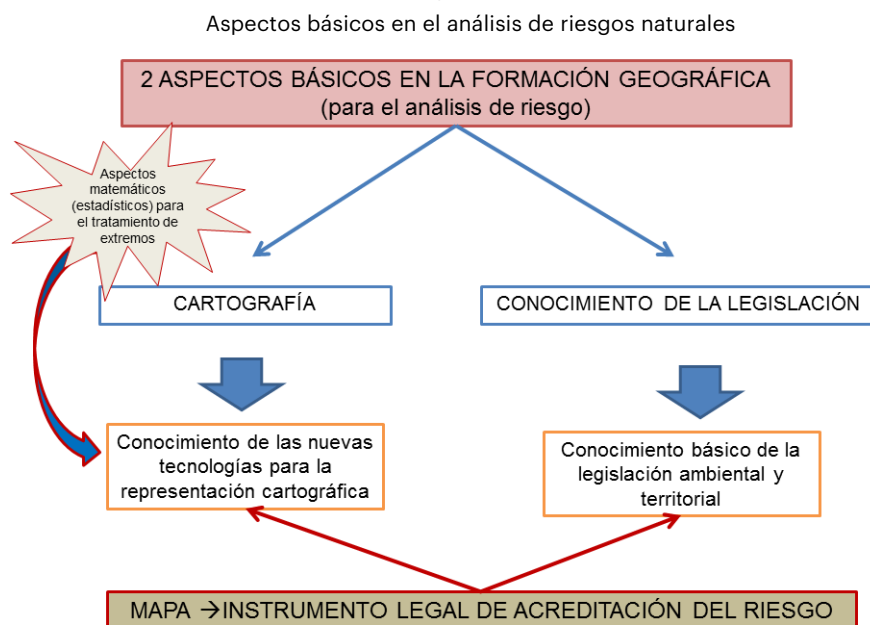 Aspectos básicos en el análisis de riesgos naturales
2 ASPECTOS BÁSICOS EN LA FORMACIÓN GEOGRÁFICA
(para el análisis de riesgo)
Aspectos
matemáticos
(estadísticos) para
el tratamiento de
extremos
CARTOGRAFÍA
CONOCIMIENTO DE LA LEGISLACIÓN
Conocimiento de las nuevas
tecnologías para la
representación cartográfica
Conocimiento básico de la
legislación ambiental y
territorial
MAPA →INSTRUMENTO LEGAL DE ACREDITACIÓN DEL RIESGO